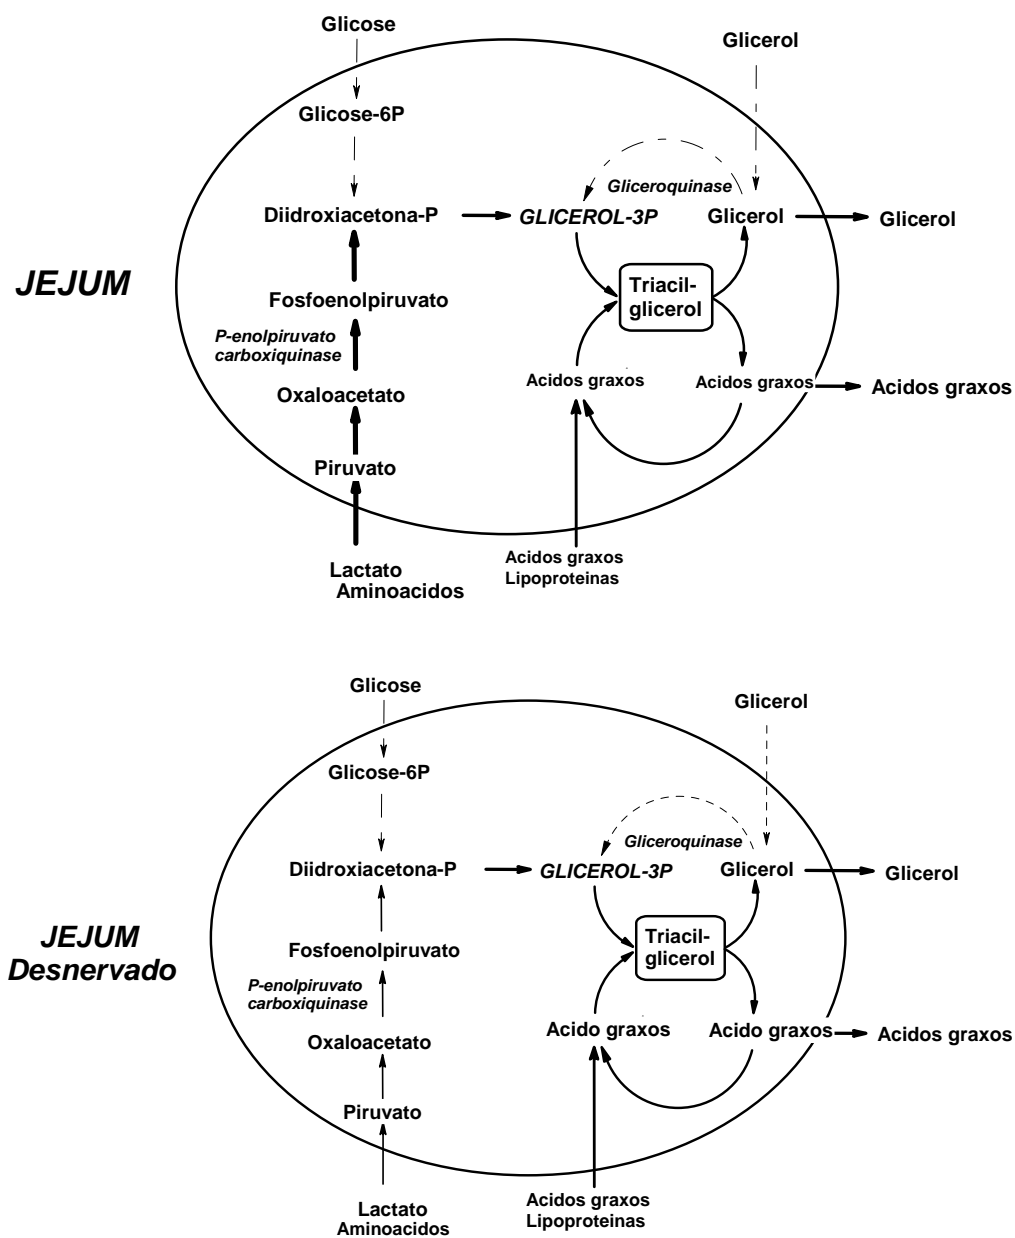 Glicose
Glicerol
Glicose-6P
Gliceroquinase
Diidroxiacetona-P
GLICEROL-3P
Glicerol
Glicerol
JEJUM
Triacil-
glicerol
Fosfoenolpiruvato
P-enolpiruvato
carboxiquinase
Acidos graxos
Acidos graxos
Acidos graxos
Oxaloacetato
Piruvato
Lactato
Aminoacidos
Acidos graxos
Lipoproteinas
Glicose
Glicerol
Glicose-6P
Gliceroquinase
Diidroxiacetona-P
GLICEROL-3P
Glicerol
Glicerol
JEJUM
Desnervado
Triacil-
glicerol
Fosfoenolpiruvato
P-enolpiruvato
carboxiquinase
Acido graxos
Acido graxos
Acidos graxos
Oxaloacetato
Piruvato
Lactato
Aminoacidos
Acidos graxos
Lipoproteinas